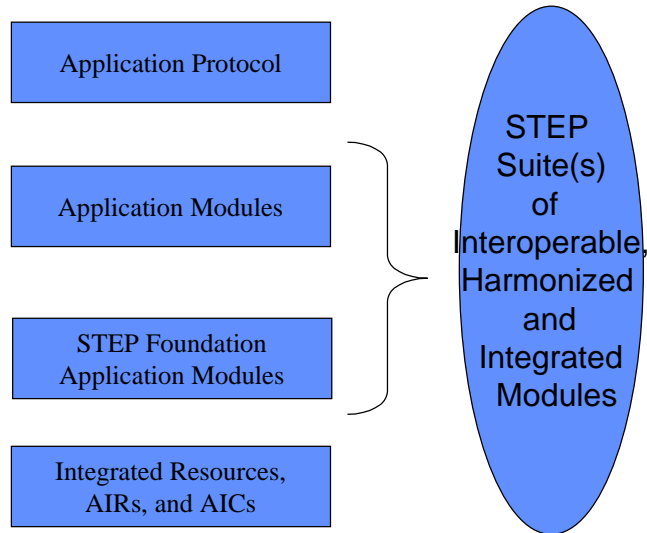 Application Protocol
Application Modules
STEP Foundation
Application Modules
Integrated Resources,
AIRs, and AICs
STEP
Suite(s)
of
Interoperable,
Harmonized
and
Integrated
Modules